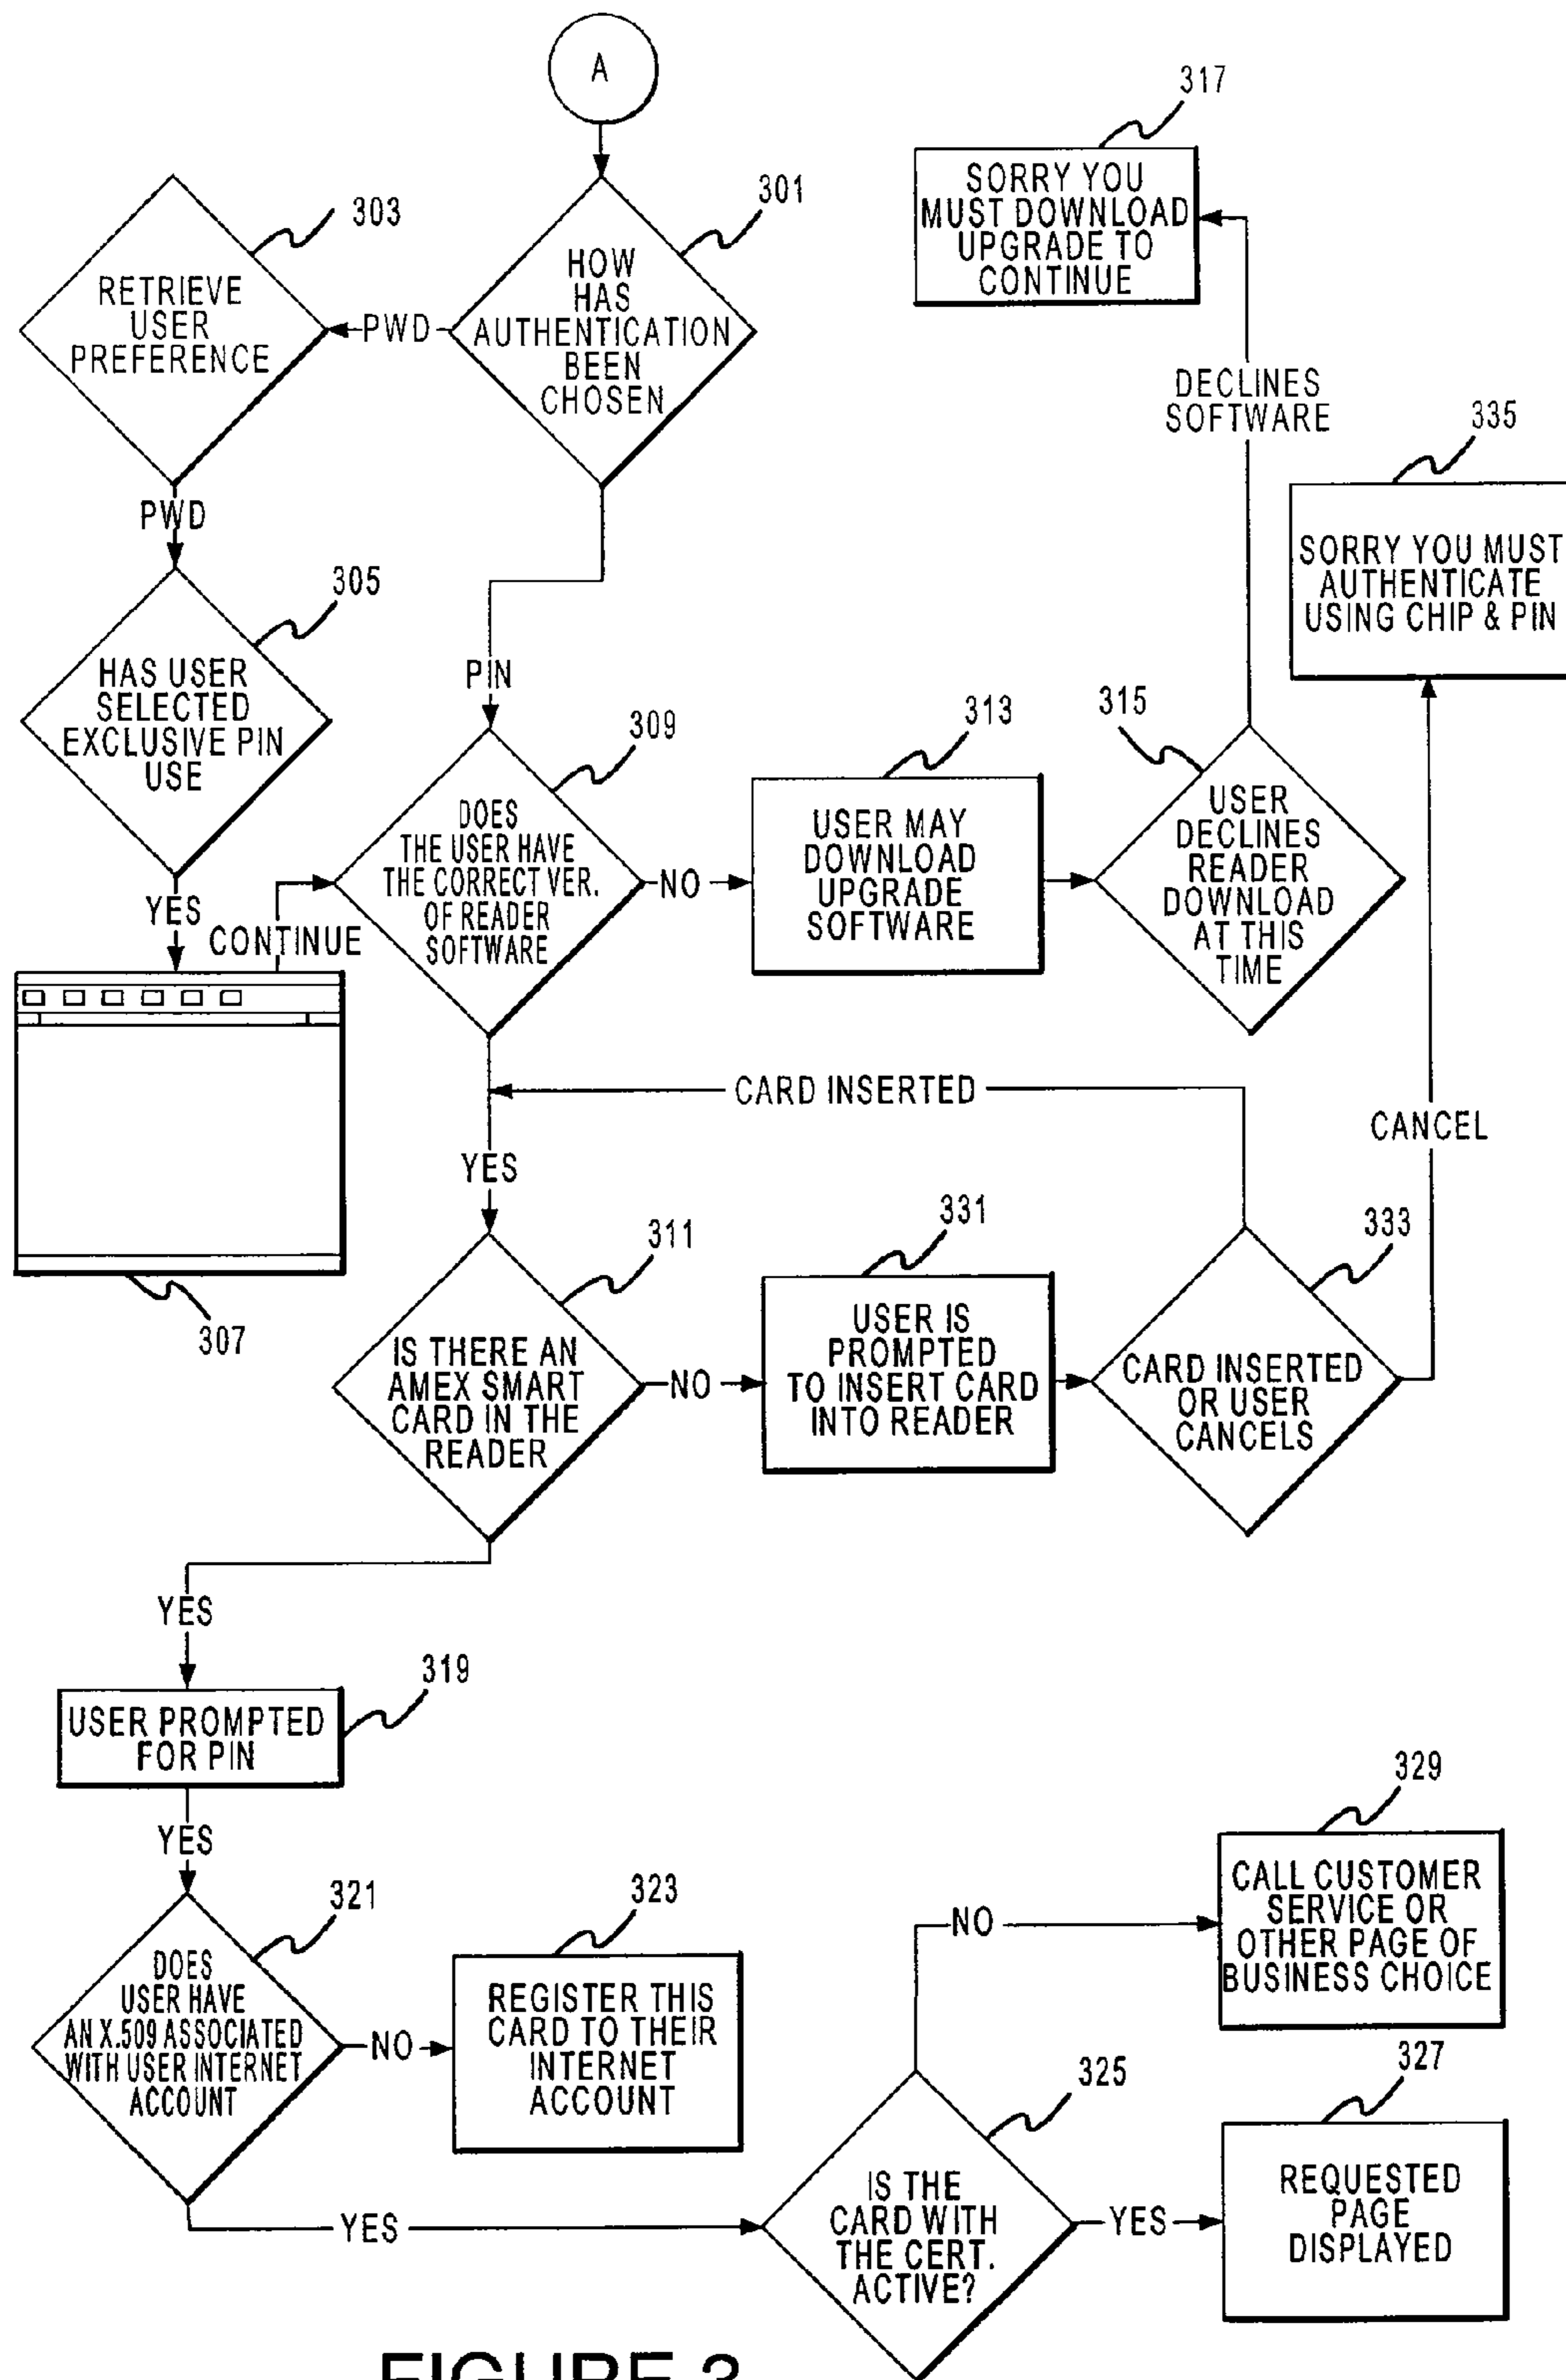 A
317
SORRY YOU
MUST DOWNLOAD
UPGRADE TO
CONTINUE
301
303
HOW
HAS
AUTHENTICATION
BEEN
CHOSEN
RETRIEVE
USER
PREFERENCE
PWD
DECLINES
SOFTWARE
335
SORRY YOU MUST
AUTHENTICATE
USING CHIP & PIN
PWD
305
HAS USER
SELECTED
EXCLUSIVE PIN
USE
PIN
309
313
315
DOES
THE USER HAVE
THE CORRECT VER.
OF READER
SOFTWARE
NO
USER MAY
DOWNLOAD
UPGRADE
SOFTWARE
USER
DECLINES
READER
DOWNLOAD
AT THIS
TIME
YES
CONTINUE
307
CARD INSERTED
CANCEL
YES
311
331
333
IS THERE AN
AMEX SMART
CARD IN THE
READER
NO
USER IS
PROMPTED
TO INSERT CARD
INTO READER
CARD INSERTED
OR USER
CANCELS
YES
319
USER PROMPTED
FOR PIN
YES
321
323
329
DOES
USER HAVE
AN X.509 ASSOCIATED
WITH USER INTERNET
ACCOUNT
NO
REGISTER THIS
CARD TO THEIR
INTERNET
ACCOUNT
NO
CALL CUSTOMER
SERVICE OR
OTHER PAGE OF
BUSINESS CHOICE
325
327
YES
IS THE
CARD WITH
THE CERT.
ACTIVE?
YES
REQUESTED
PAGE
DISPLAYED
FIGURE 3